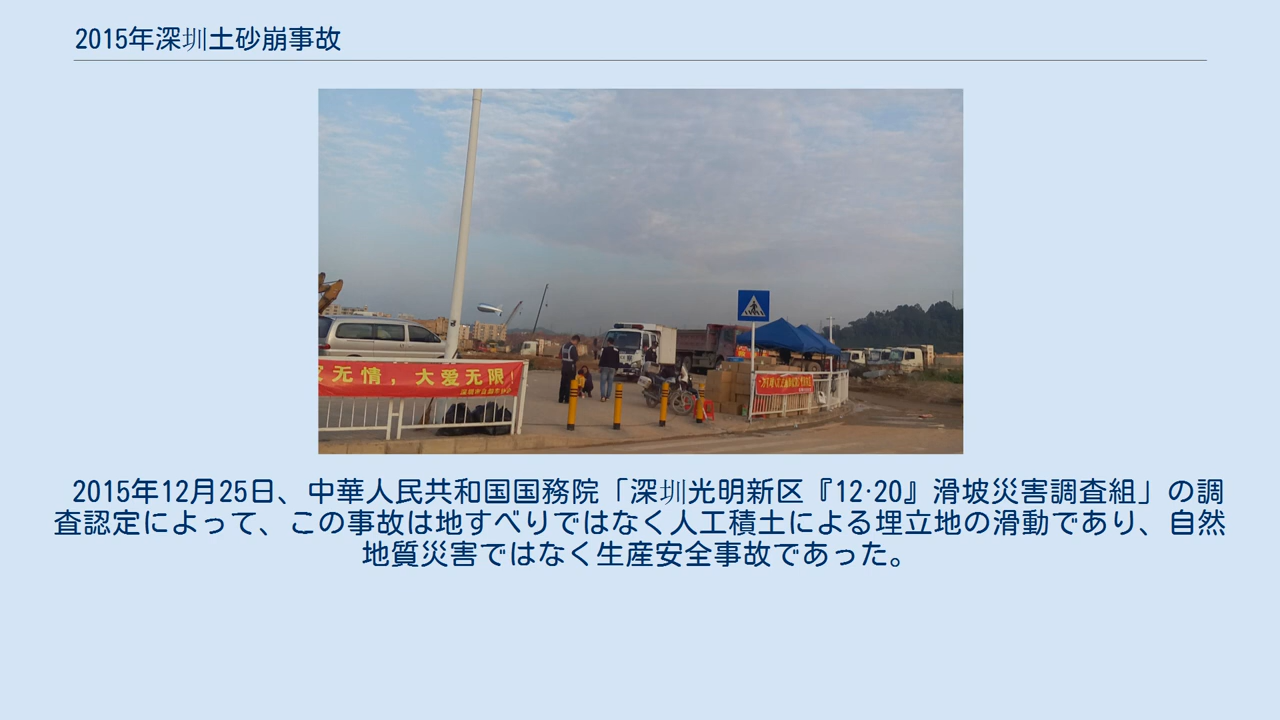 2015年深圳土砂崩事故
无情，大爱无限！
2015年12月25日、中華人民共和国国務院「深圳光明新区『12·20』滑坡災害調査組」の調
査認定によって、この事故は地すべりではなく人工積土による埋立地の滑動であり、自然
地質災害ではなく生産安全事故であった。